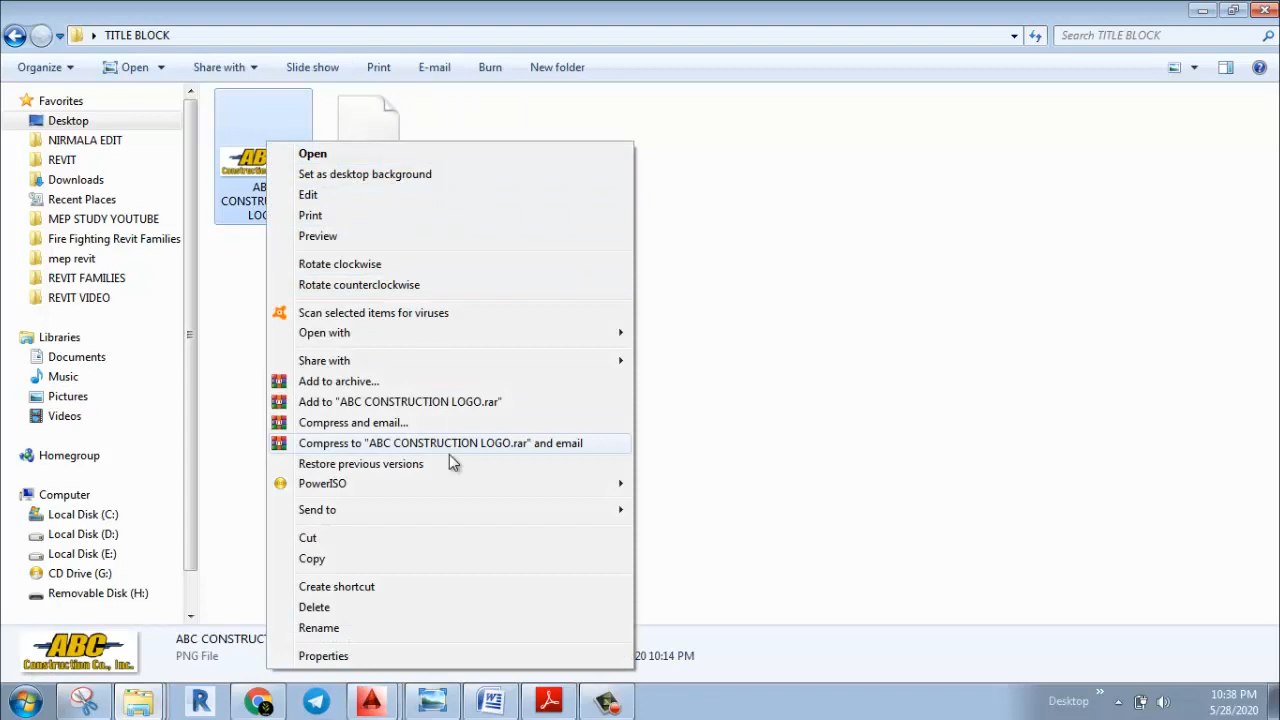 TITLE BLOCK
Search TITLE BLOCK
Organize Open Share with Slide show Print E-mail Burn New folder
Favorites
Desktop
NIRMALA EDIT
REVIT
Downloads
Recent Places
MEP STUDY YOUTUBE
Fire Fighting Revit Families
mep revit
REVIT FAMILIES
REVIT VIDEO
Libraries
Documents
Music
Pictures
Videos
Homegroup
Computer
Local Disk (C:)
Local Disk (D:)
Local Disk (E:)
CD Drive (G:)
Removable Disk (H:)
Open
Set as desktop background
Edit
Print
Preview
Rotate clockwise
Rotate counterclockwise
Scan selected items for viruses
Open with
Share with
Add to archive...
Add to "ABC CONSTRUCTION LOGO.rar"
Compress and email...
Compress to "ABC CONSTRUCTION LOGO.rar" and email
Restore previous versions
PowerISO
Send to
Cut
Copy
Create shortcut
Delete
Rename
Properties
ABC
Construction Co., Inc.
PNG File
10:14 PM
Desktop
10:38 PM
5/28/2020